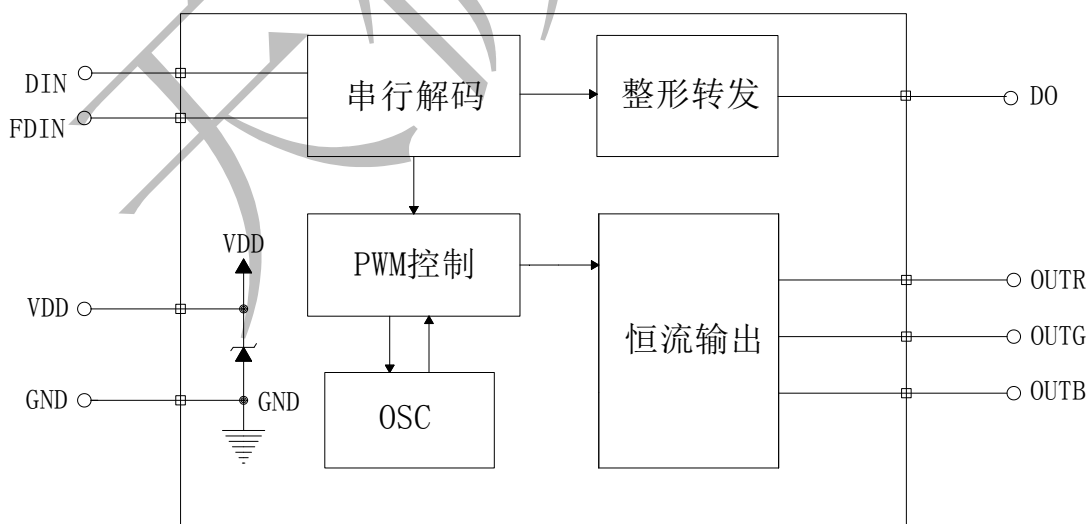 DIN
FDIN
串行解码
整形转发
DO
VDD
PWM控制
VDD
GND
GND
OSC
恒流输出
OUTR
OUTG
OUTB